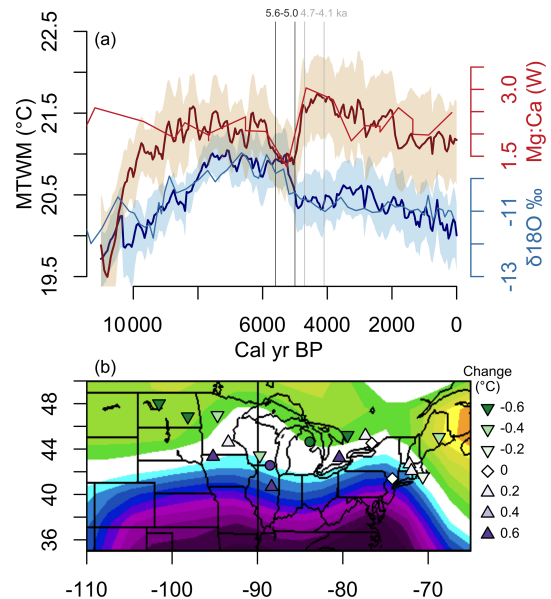 5.6-5.0 4.7-4.1 ka
(a)
22.5
21.5
20.5
19.5
MTWM (°C)
3.0
1.5
Mg:Ca (W)
-11
-13
δ18O ‰
10000 6000 4000 2000 0
Cal yr BP
(b)
48
44
40
36
-110 -100 -90 -80 -70
Change
(°C)
-0.6
-0.4
-0.2
0
0.2
0.4
0.6